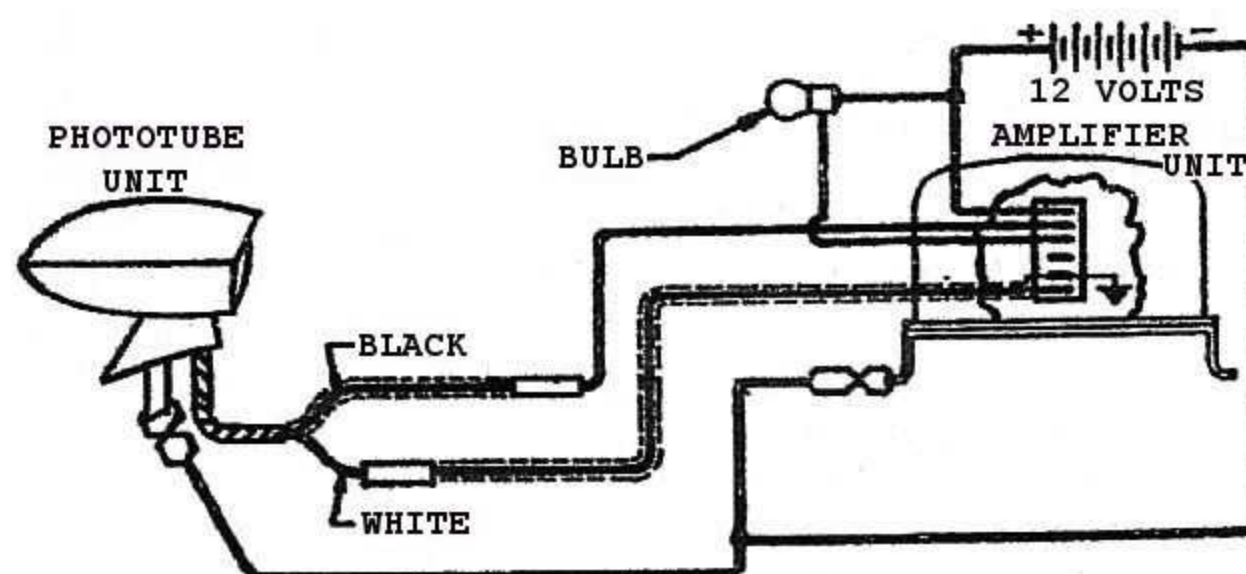 + -
12 VOLTS
AMPLIFIER
UNIT
BULB
PHOTOTUBE
UNIT
BLACK
WHITE